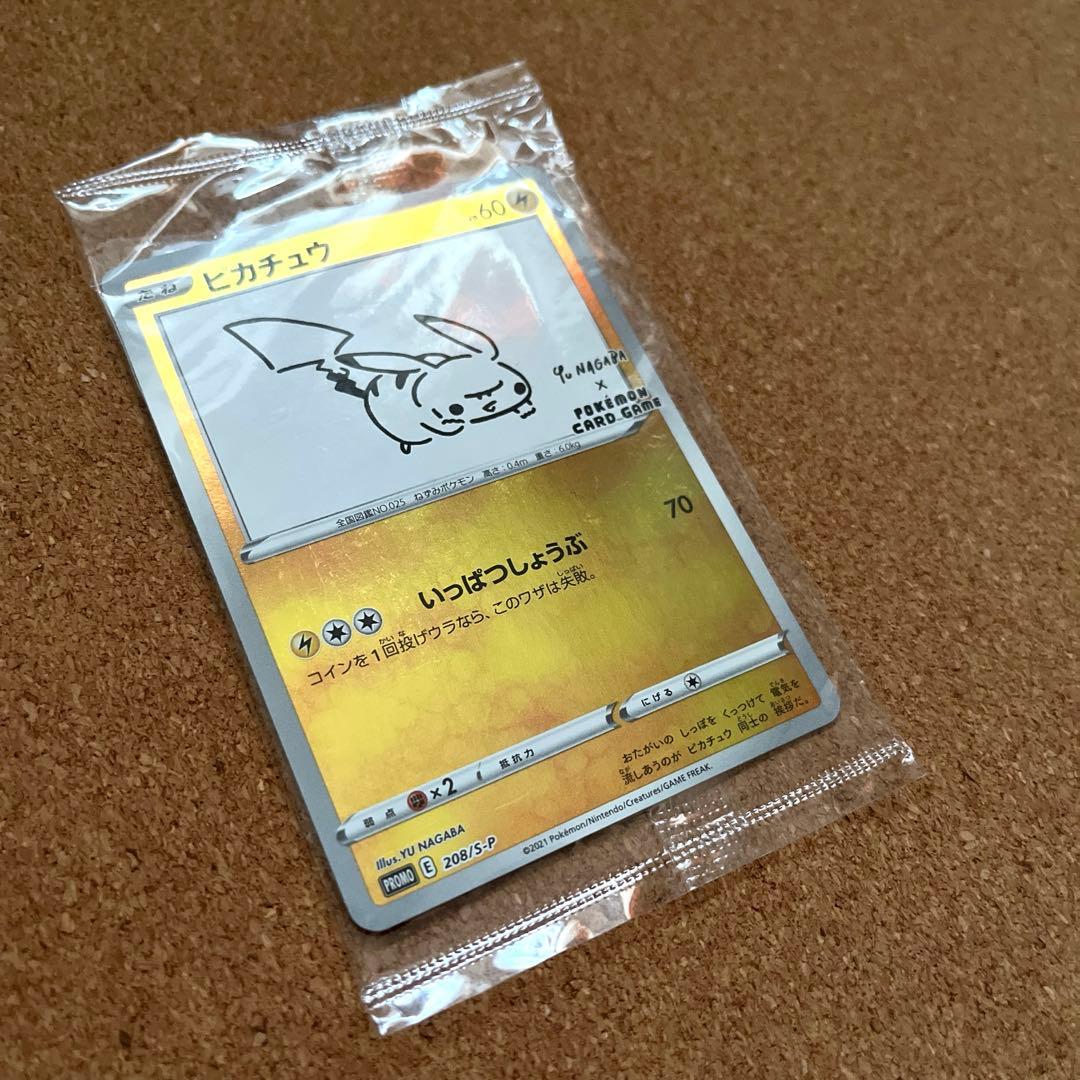 たね ピカチュウ HP60
YU NAGABA
×
POKÉMON
CARD GAME
全国図鑑NO.025 ねずみポケモン 高さ:0.4m 重さ:6.0kg
いっぱつしょうぶ 70
コインを1回投げウラなら、このワザは失敗。
弱点 ×2 抵抗力 にげる
おたがいの しっぽを くっつけて 電気を
流しあうのが ピカチュウ 同士の 挨拶だ。
Illus.YU NAGABA
PROMO E 208/S-P
©2021 Pokémon/Nintendo/Creatures/GAME FREAK.